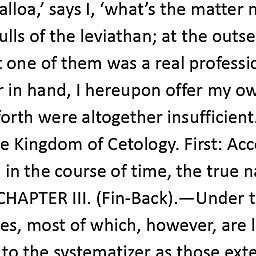 alloa,’ says I, ‘what’s the matter
ulls of the leviathan; at the outse
one of them was a real professi
in hand, I hereupon offer my ow
forth were altogether insufficient.
e Kingdom of Cetology. First: Acc
in the course of time, the true na
CHAPTER III. (Fin-Back).—Under t
es, most of which, however, are l
to the systematizer as those exte